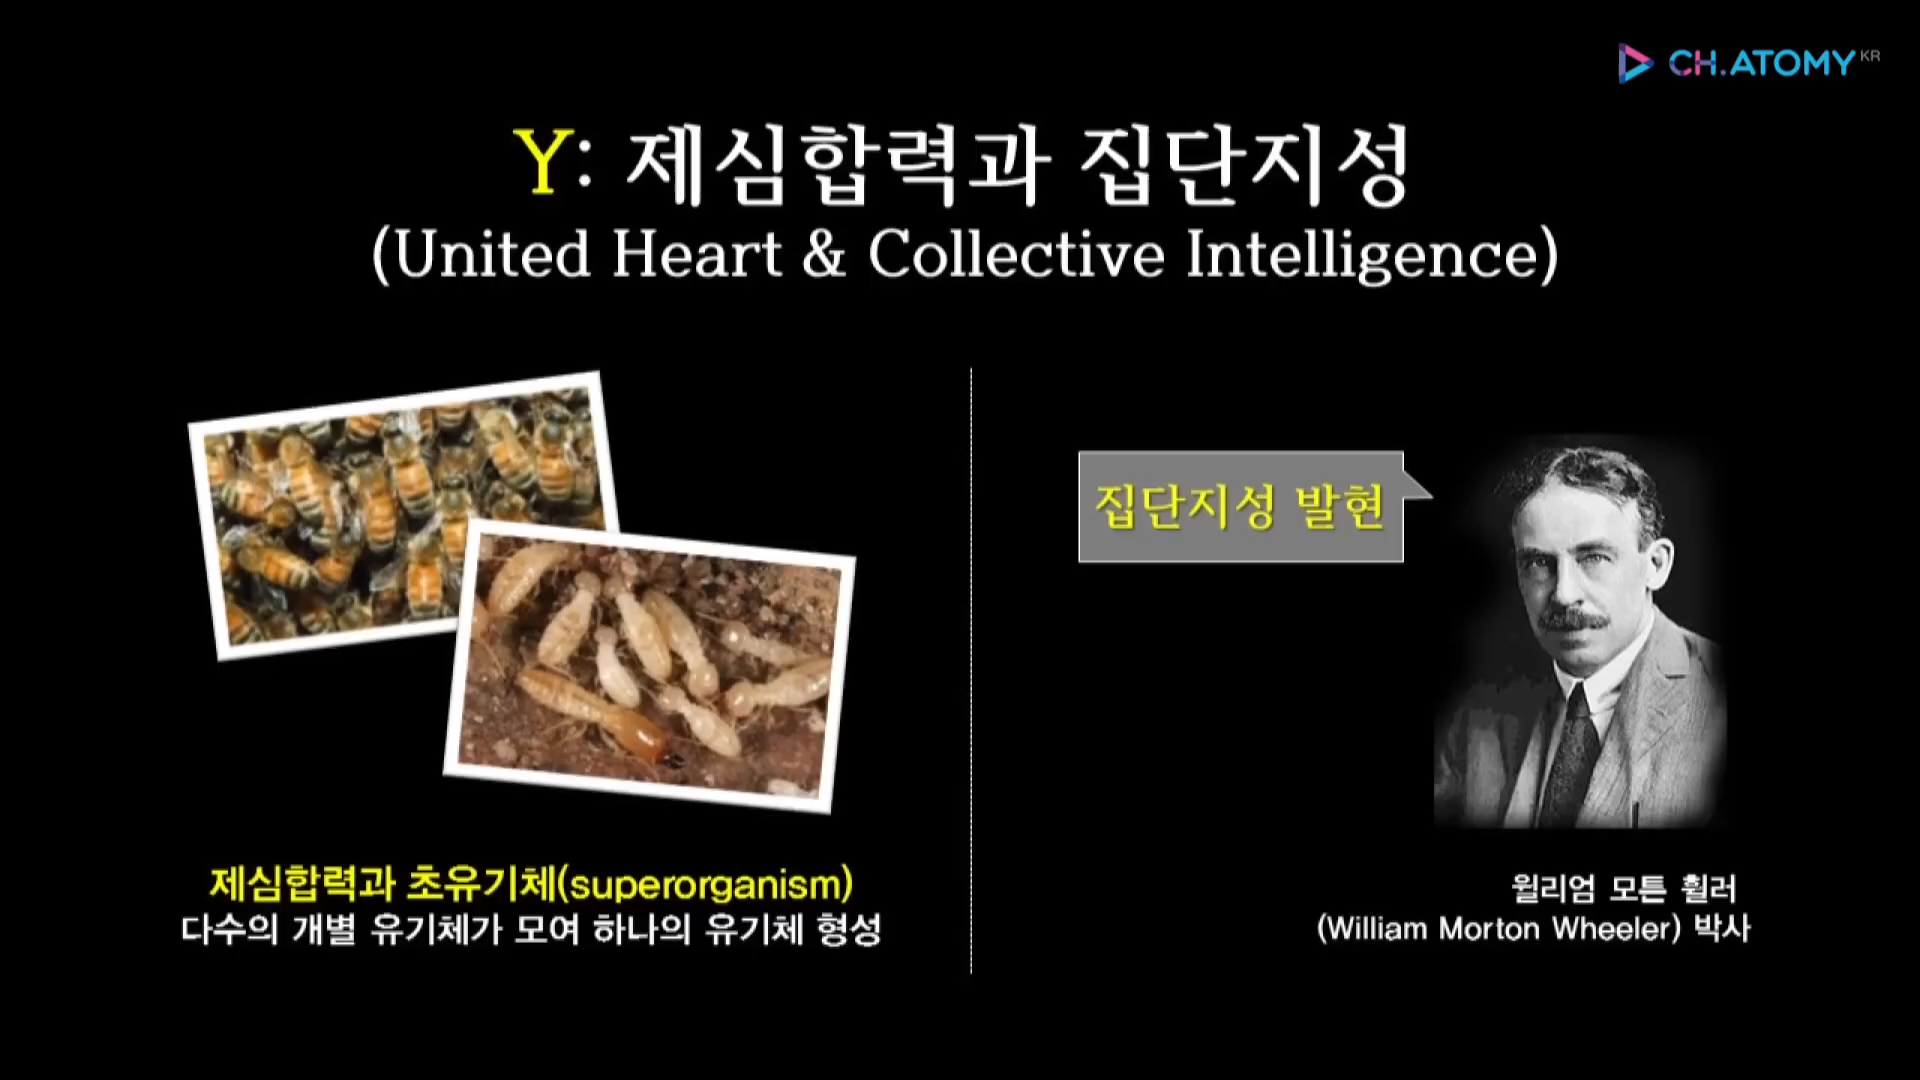 CH.ATOMY KR
Y: 제심합력과 집단지성
(United Heart & Collective Intelligence)
제심합력과 초유기체(superorganism)
다수의 개별 유기체가 모여 하나의 유기체 형성
집단지성 발현
윌리엄 모튼 휠러
(William Morton Wheeler) 박사